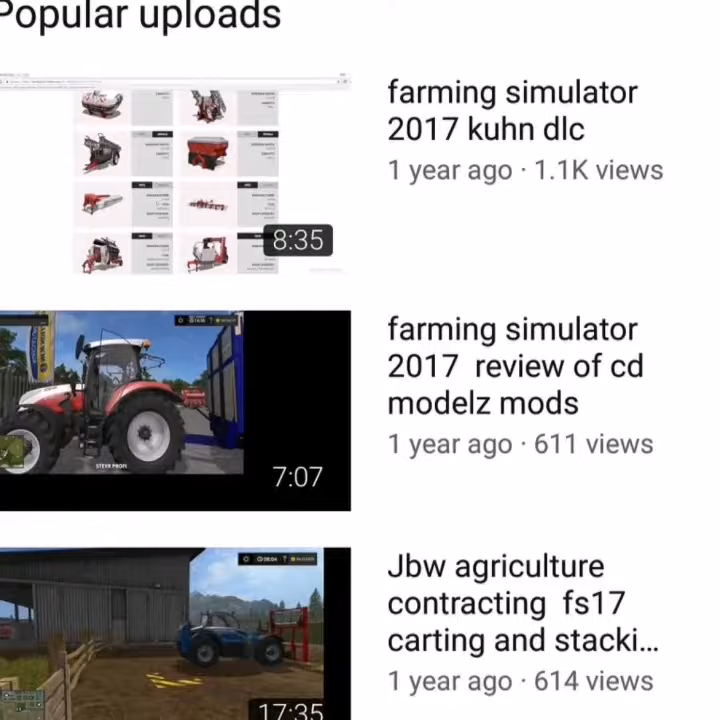 Popular uploads
farming simulator
2017 kuhn dlc
1 year ago · 1.1K views
8:35
farming simulator
2017 review of cd
modelz mods
1 year ago · 611 views
STEYR PROFI
7:07
Jbw agriculture
contracting fs17
carting and stacki...
1 year ago · 614 views
17:35